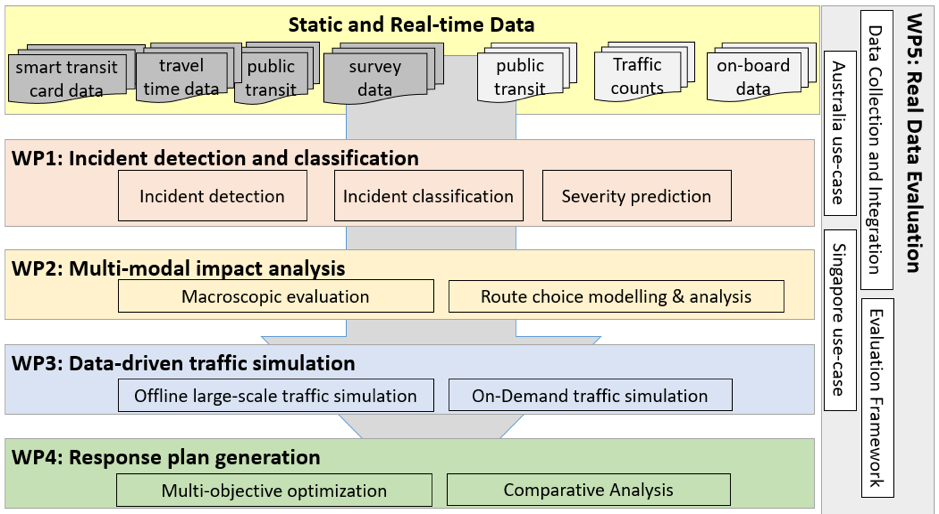 Static and Real-time Data
smart transit
card data
travel
time data
public
transit
survey
data
public
transit
Traffic
counts
on-board
data
WP1: Incident detection and classification
Incident detection
Incident classification
Severity prediction
WP2: Multi-modal impact analysis
Macroscopic evaluation
Route choice modelling & analysis
WP3: Data-driven traffic simulation
Offline large-scale traffic simulation
On-Demand traffic simulation
WP4: Response plan generation
Multi-objective optimization
Comparative Analysis
WP5: Real Data Evaluation
Data Collection and Integration
Evaluation Framework
Australia use-case
Singapore use-case